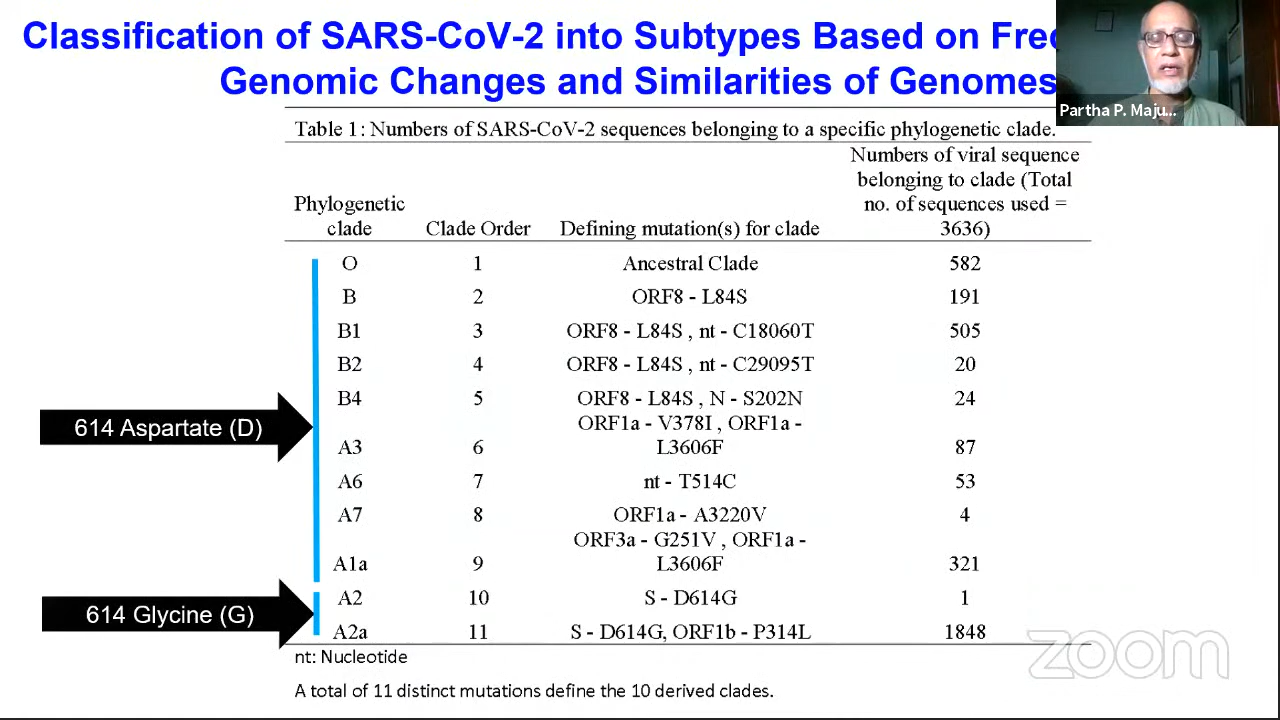 Classification of SARS-CoV-2 into Subtypes Based on
Genomic Changes and Similarities of Genomes
Partha P. Maju...
Table 1: Numbers of SARS-CoV-2 sequences belonging to a specific phylogenetic clade.
Numbers of viral sequence
belonging to clade (Total
Phylogenetic no. of sequences used =
clade Clade Order Defining mutation(s) for clade 3636)
O 1 Ancestral Clade 582
B 2 ORF8 - L84S 191
B1 3 ORF8 - L84S , nt - C18060T 505
B2 4 ORF8 - L84S , nt - C29095T 20
B4 5 ORF8 - L84S , N - S202N 24
ORF1a - V378I , ORF1a -
614 Aspartate (D)
A3 6 L3606F 87
A6 7 nt - T514C 53
A7 8 ORF1a - A3220V 4
ORF3a - G251V , ORF1a -
A1a 9 L3606F 321
A2 10 S - D614G 1
614 Glycine (G)
A2a 11 S - D614G, ORF1b - P314L 1848
nt: Nucleotide
zoom
A total of 11 distinct mutations define the 10 derived clades.